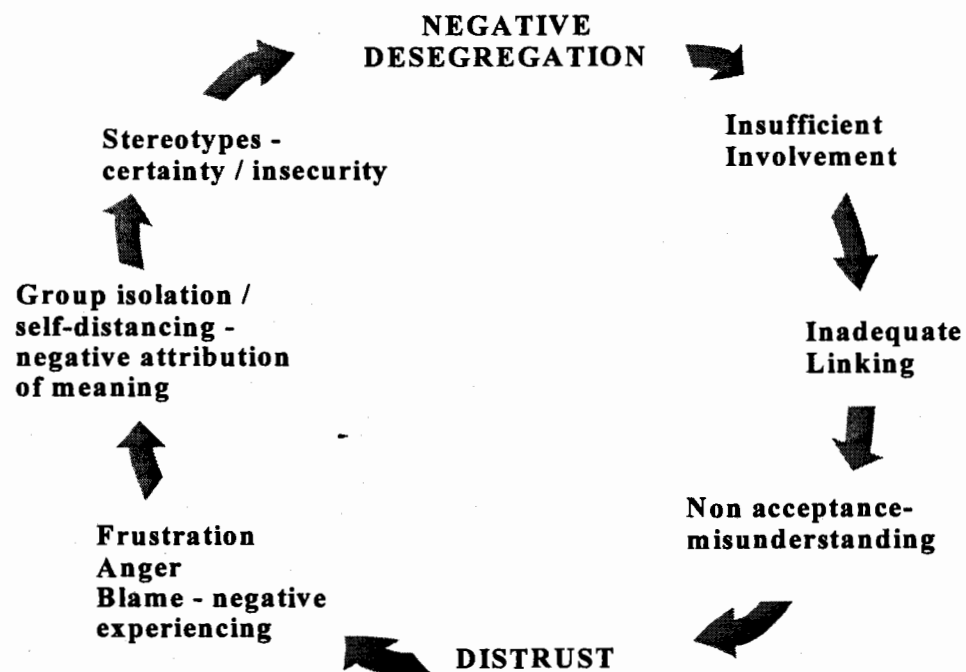 NEGATIVE
DESEGREGATION
Insufficient
Involvement
Inadequate
Linking
Non acceptance-
misunderstanding
DISTRUST
Frustration
Anger
Blame - negative
experiencing
Group isolation /
self-distancing -
negative attribution
of meaning
Stereotypes -
certainty / insecurity